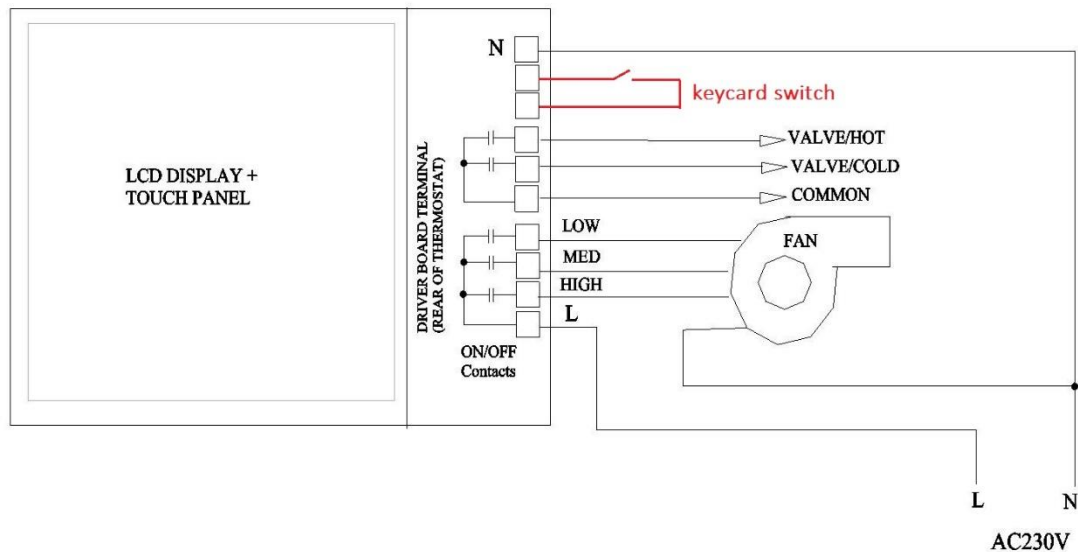 N
keycard switch
LCD DISPLAY +
TOUCH PANEL
DRIVER BOARD TERMINAL
(REAR OF THERMOSTAT)
VALVE/HOT
VALVE/COLD
COMMON
LOW
MED
HIGH
L
FAN
ON/OFF
Contacts
L
N
AC230V